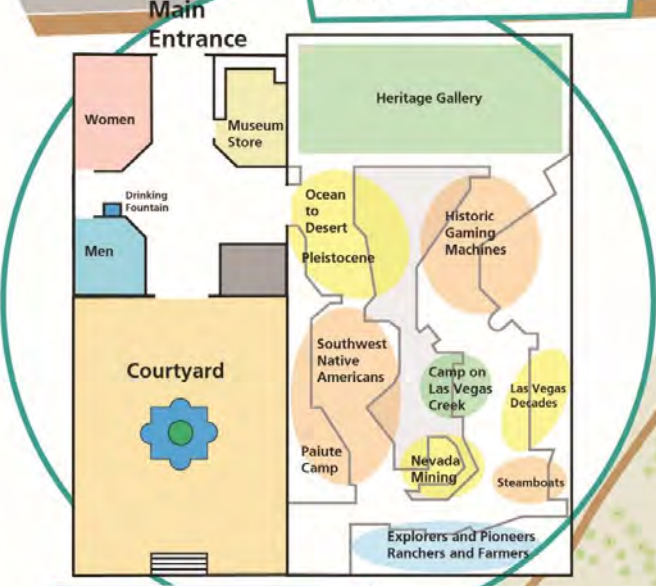 Main
Entrance
Women
Museum
Store
Heritage Gallery
Drinking
Fountain
Men
Ocean
to
Desert
Pleistocene
Historic
Gaming
Machines
Courtyard
Southwest
Native
Americans
Camp on
Las Vegas
Creek
Las Vegas
Decades
Paiute
Camp
Nevada
Mining
Steamboats
Explorers and Pioneers
Ranchers and Farmers